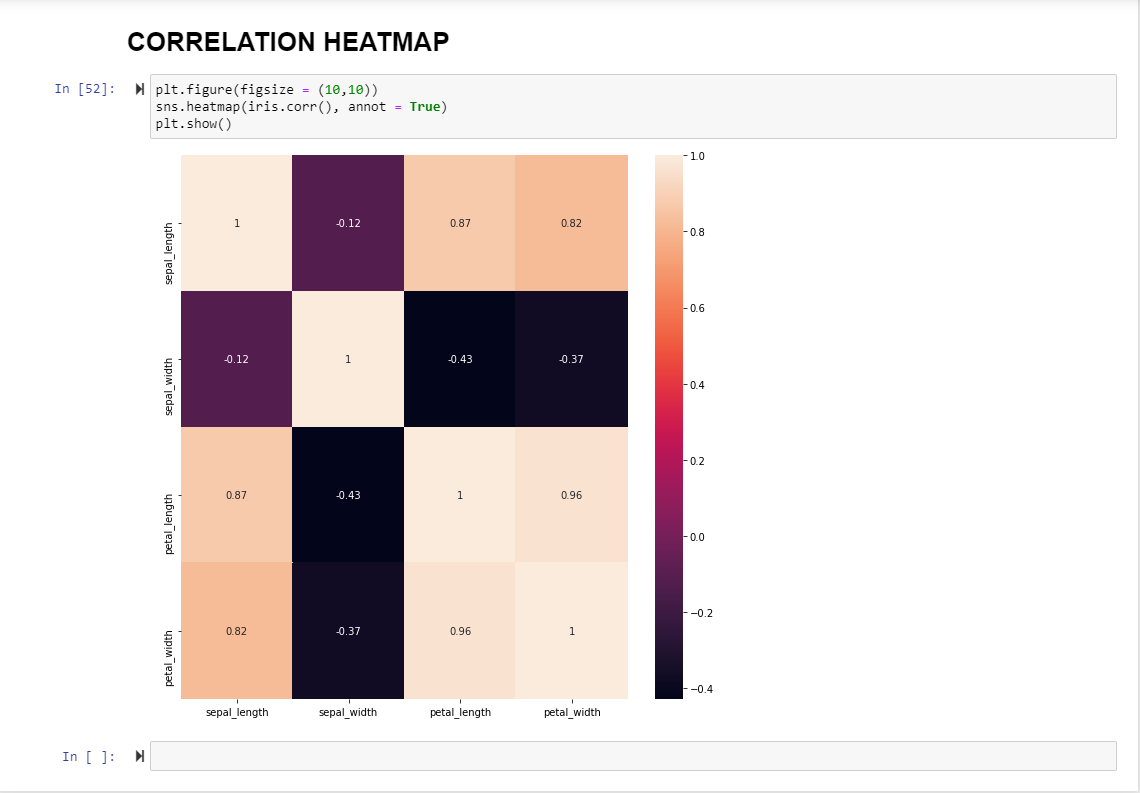 CORRELATION HEATMAP
In [52]:
plt.figure(figsize = (10,10))
sns.heatmap(iris.corr(), annot = True)
plt.show()
sepal_length
1
-0.12
0.87
0.82
sepal_width
-0.12
1
-0.43
-0.37
petal_length
0.87
-0.43
1
0.96
petal_width
0.82
-0.37
0.96
1
sepal_length
sepal_width
petal_length
petal_width
1.0
0.8
0.6
0.4
0.2
0.0
−0.2
−0.4
In [ ]: